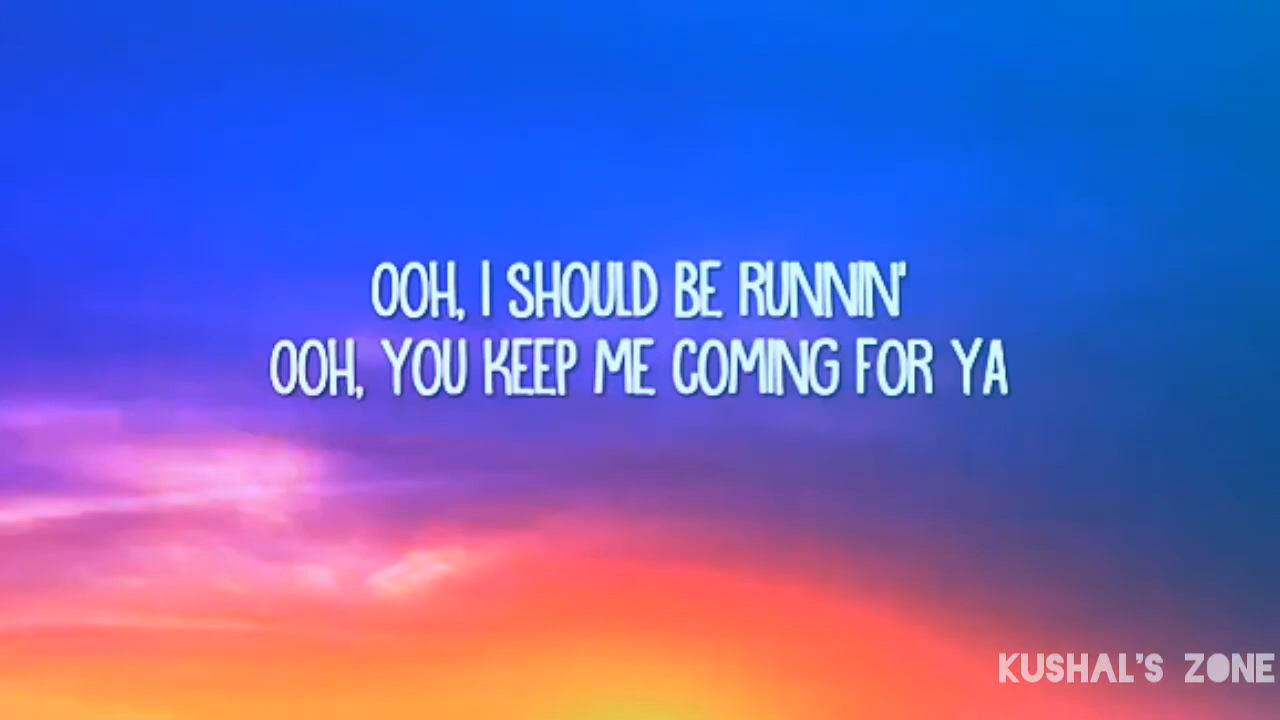 OOH, I SHOULD BE RUNNIN'
OOH, YOU KEEP ME COMING FOR YA
KUSHAL'S ZONE